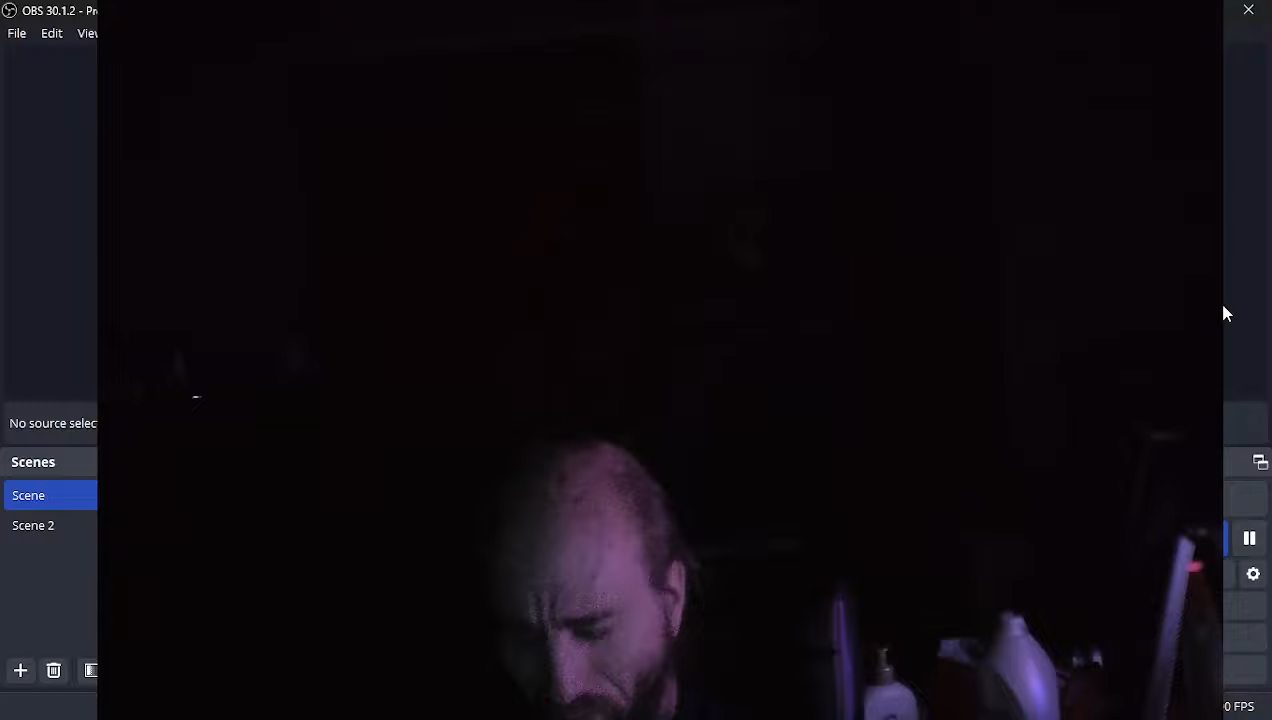 OBS 30.1.2 - Pr
File Edit View
No source selec
Scenes
Scene
Scene 2
0 FPS